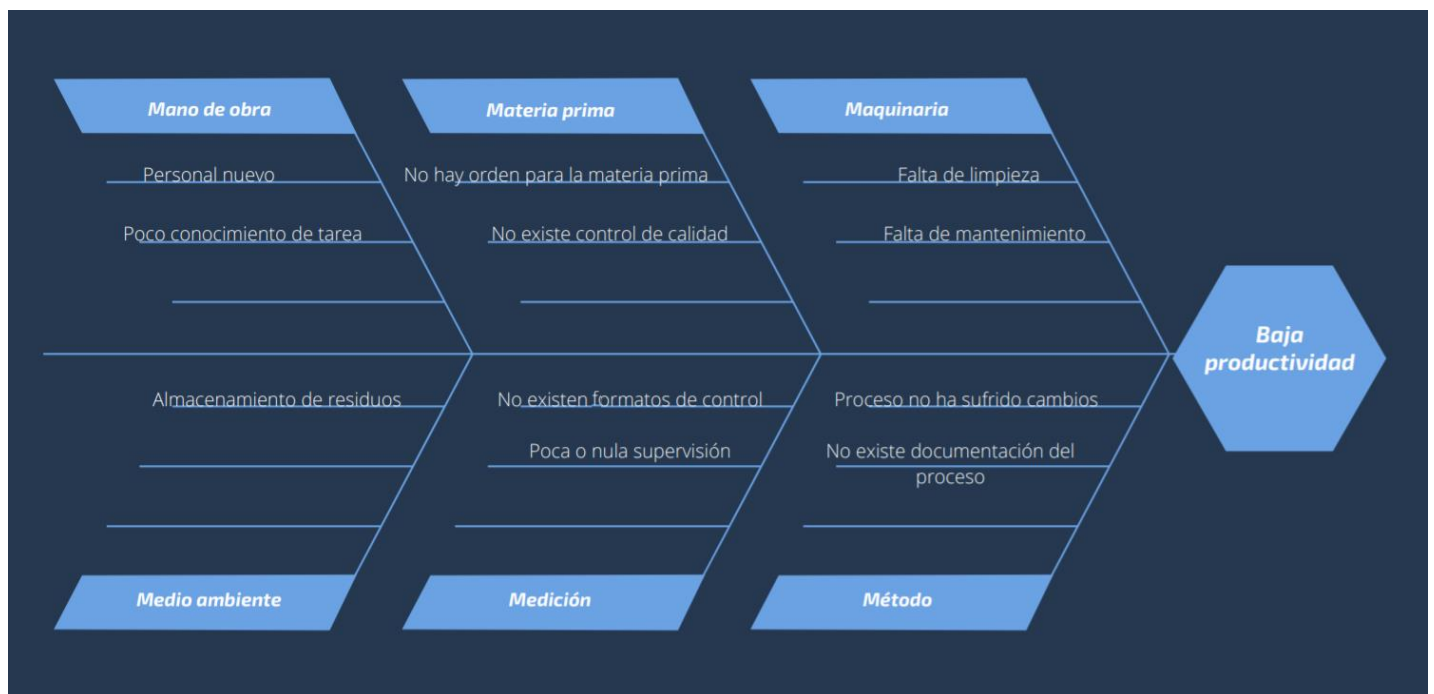 Mano de obra
Materia prima
Maquinaria
Personal nuevo
No hay orden para la materia prima
Falta de limpieza
Poco conocimiento de tarea
No existe control de calidad
Falta de mantenimiento
Baja
productividad
Almacenamiento de residuos
No existen formatos de control
Proceso no ha sufrido cambios
Poca o nula supervisión
No existe documentación del
proceso
Medio ambiente
Medición
Método